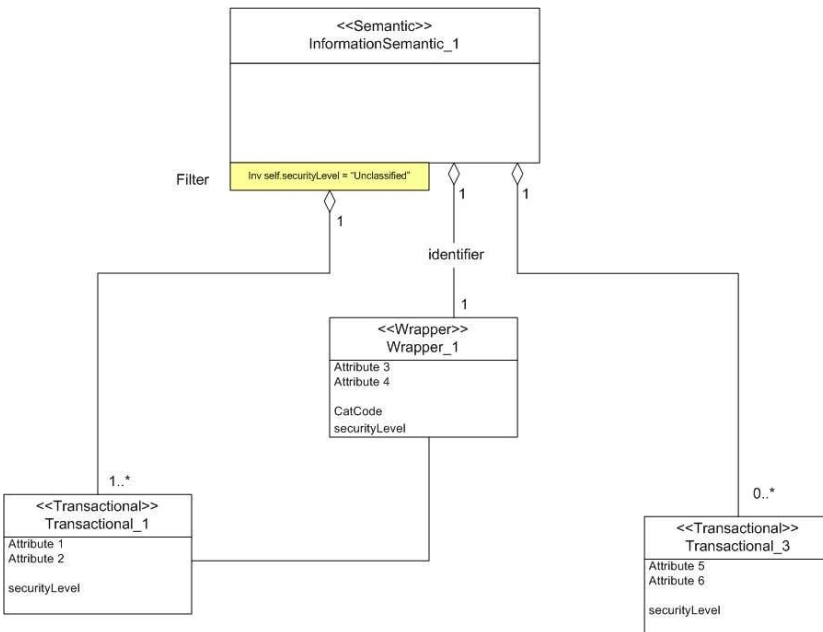 <<Semantic>>
InformationSemantic_1
Filter
Inv self.securityLevel = "Unclassified"
1
1
1
identifier
1
<<Wrapper>>
Wrapper_1
Attribute 3
Attribute 4
CatCode
securityLevel
1..*
<<Transactional>>
Transactional_1
Attribute 1
Attribute 2
securityLevel
0..*
<<Transactional>>
Transactional_3
Attribute 5
Attribute 6
securityLevel